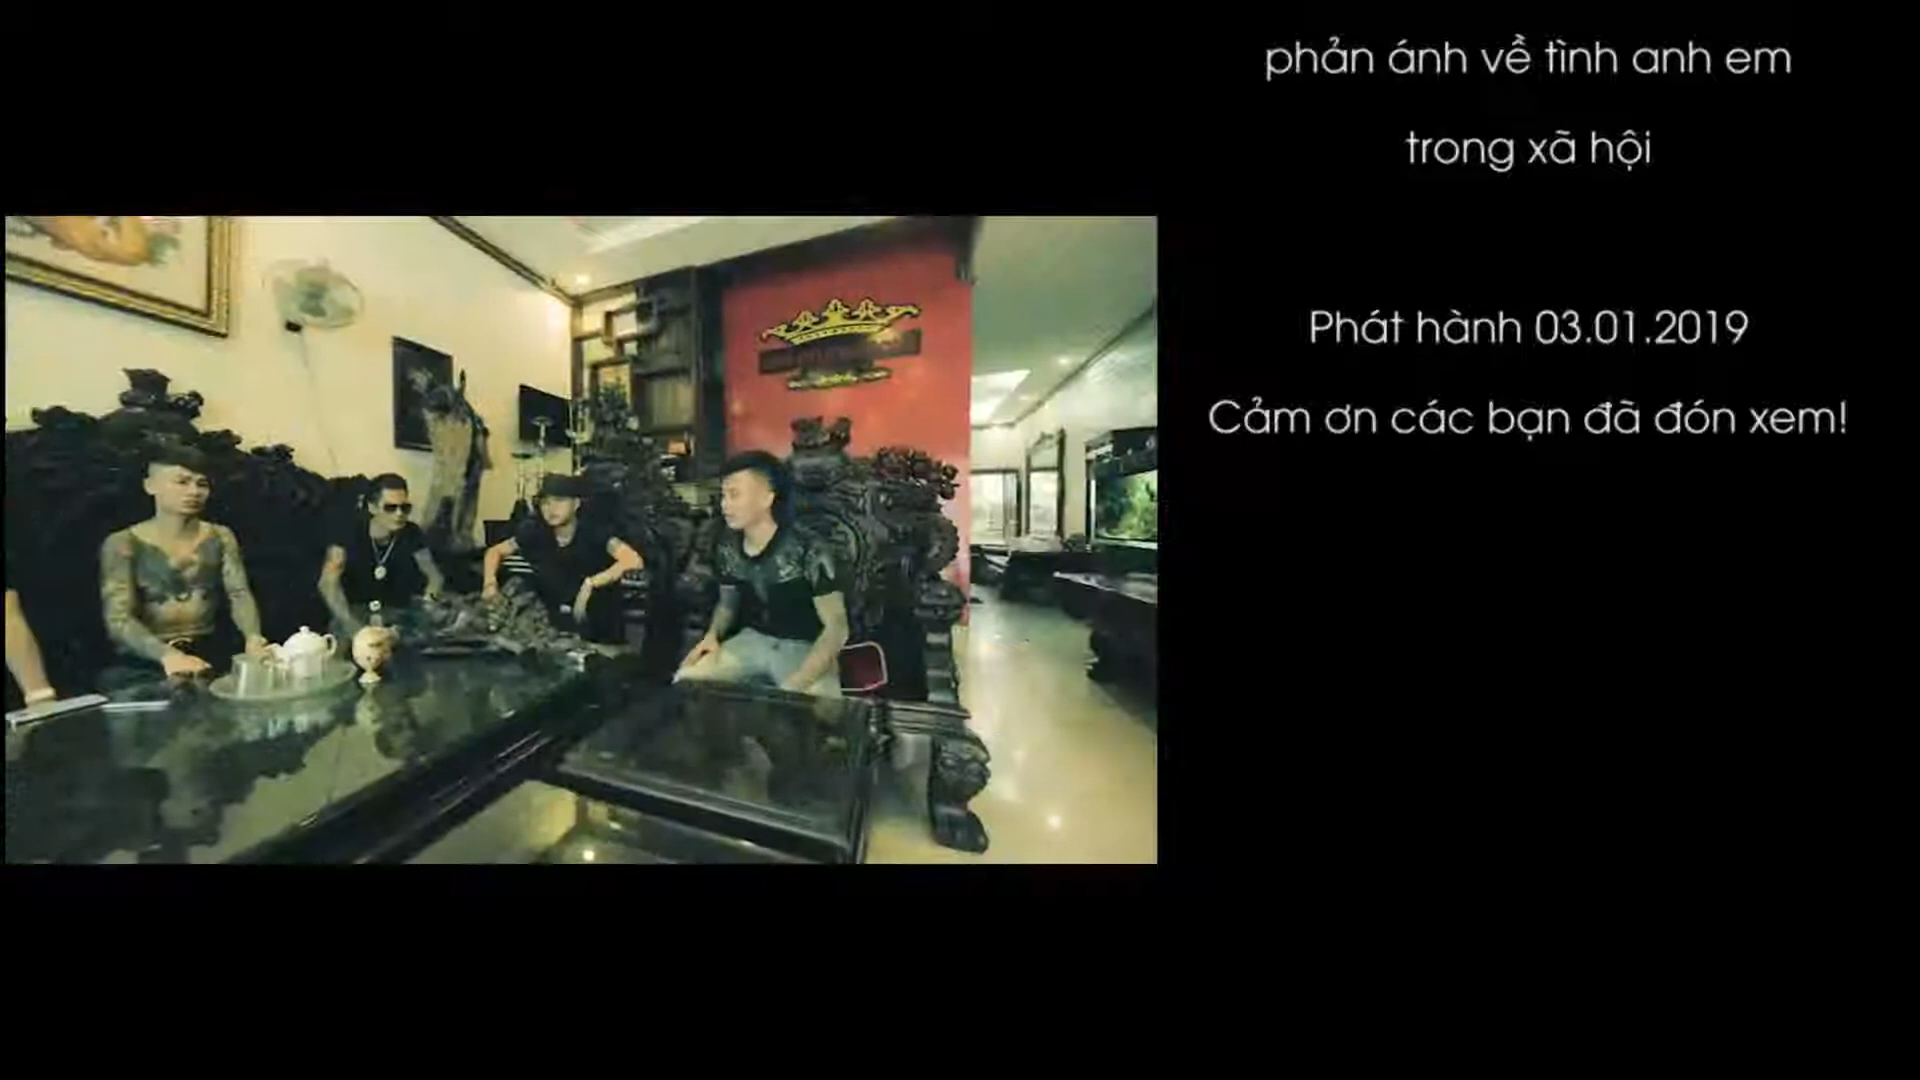 phản ánh về tình anh em
trong xã hội
Phát hành 03.01.2019
Cảm ơn các bạn đã đón xem!